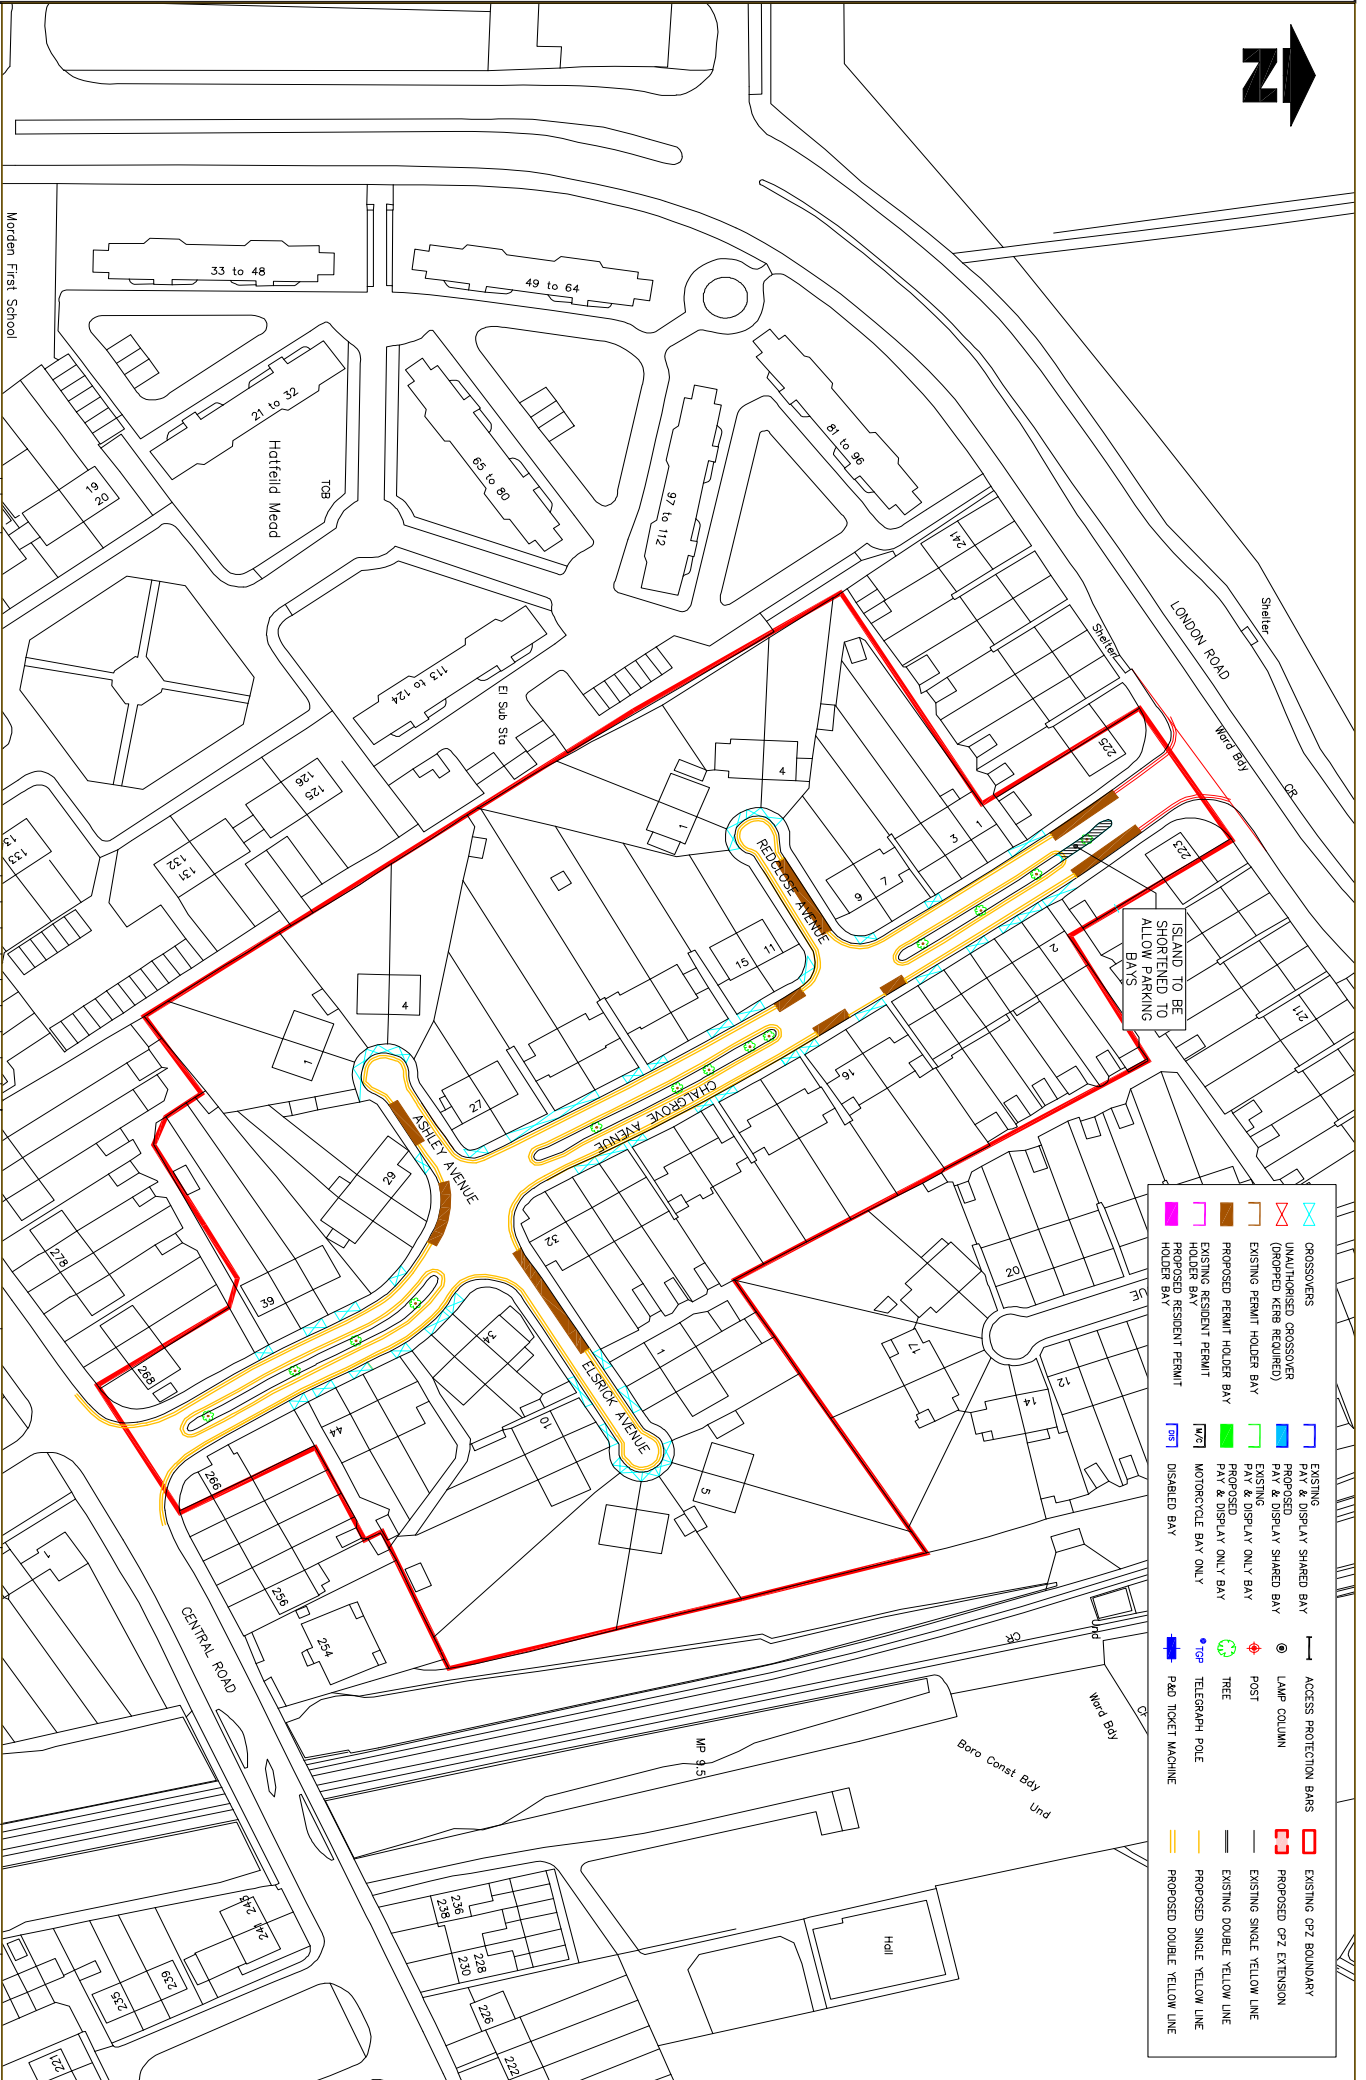 N
Morden First School
33 to 48
49 to 64
21 to 32
65 to 80
81 to 96
97 to 112
Hatfeild Mead
TCB
19
20
113 to 124
El Sub Sta
126
125
132
131
133
241
Shelter
Shelter
LONDON ROAD
Ward Bdy
CR
225
223
211
ISLAND TO BE
SHORTENED TO
ALLOW PARKING
BAYS
4
1
REDCLOSE AVENUE
1
3
7
9
11
15
2
16
CHALGROVE AVENUE
4
1
27
ASHLEY AVENUE
29
32
39
278
268
34
44
10
1
5
ELSRICK AVENUE
266
256
254
20
17
14
12
UE
CENTRAL ROAD
1
Und
CR
Ward Bdy
CR
MP 9.5
Boro Const Bdy
Und
Hall
236
238
228
230
226
222
245
241
239
235
221
CROSSOVERS
UNAUTHORISED CROSSOVER
(DROPPED KERB REQUIRED)
EXISTING PERMIT HOLDER BAY
PROPOSED PERMIT HOLDER BAY
EXISTING RESIDENT PERMIT
HOLDER BAY
PROPOSED RESIDENT PERMIT
HOLDER BAY
EXISTING
PAY & DISPLAY SHARED BAY
PROPOSED
PAY & DISPLAY SHARED BAY
EXISTING
PAY & DISPLAY ONLY BAY
PROPOSED
PAY & DISPLAY ONLY BAY
M/C MOTORCYCLE BAY ONLY
DIS DISABLED BAY
ACCESS PROTECTION BARS
LAMP COLUMN
POST
TREE
TGP TELEGRAPH POLE
P&D TICKET MACHINE
EXISTING CPZ BOUNDARY
PROPOSED CPZ EXTENSION
EXISTING SINGLE YELLOW LINE
EXISTING DOUBLE YELLOW LINE
PROPOSED SINGLE YELLOW LINE
PROPOSED DOUBLE YELLOW LINE